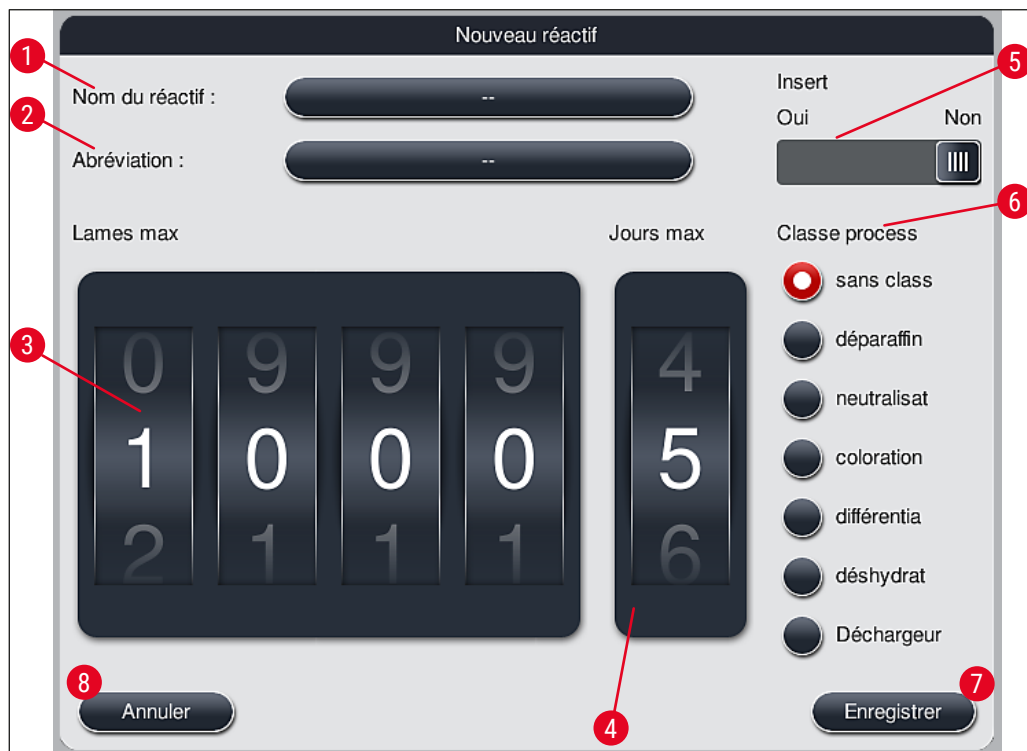 Nouveau réactif
1
Nom du réactif :
--
2
Abréviation :
--
Insert
5
Oui Non
6
Lames max
Jours max
Classe process
sans class
déparaffin
neutralisat
coloration
différentia
déshydrat
Déchargeur
3
0 9 9 9
1 0 0 0
2 1 1 1
4
5
6
4
8
Annuler
7
Enregistrer